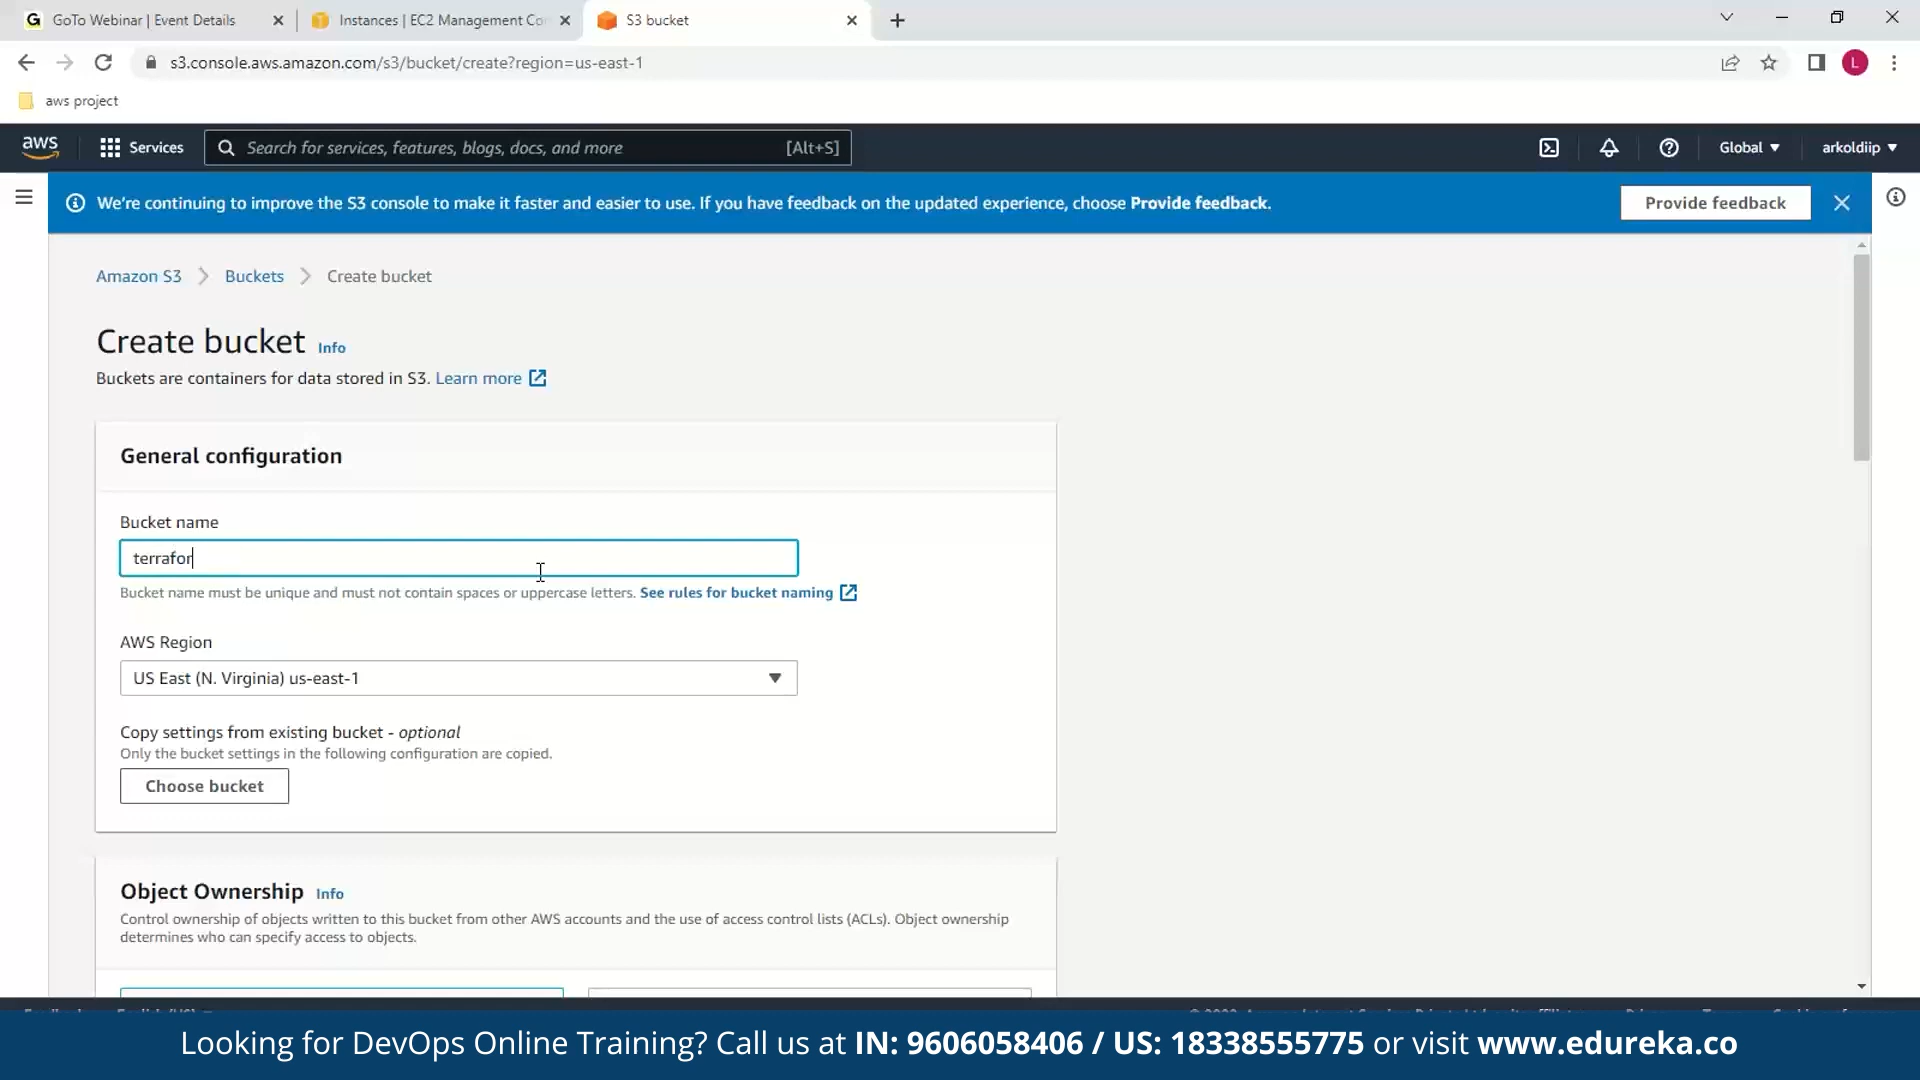 GoTo Webinar | Event Details
Instances | EC2 Management Co
S3 bucket
s3.console.aws.amazon.com/s3/bucket/create?region=us-east-1
L
aws project
aws
Services
Search for services, features, blogs, docs, and more
[Alt+S]
Global
arkoldiip
We're continuing to improve the S3 console to make it faster and easier to use. If you have feedback on the updated experience, choose Provide feedback.
Provide feedback
Amazon S3 > Buckets > Create bucket
Create bucket Info
Buckets are containers for data stored in S3. Learn more
General configuration
Bucket name
terrafor
Bucket name must be unique and must not contain spaces or uppercase letters. See rules for bucket naming
AWS Region
US East (N. Virginia) us-east-1
Copy settings from existing bucket - optional
Only the bucket settings in the following configuration are copied.
Choose bucket
Object Ownership Info
Control ownership of objects written to this bucket from other AWS accounts and the use of access control lists (ACLs). Object ownership
determines who can specify access to objects.
Looking for DevOps Online Training? Call us at IN: 9606058406 / US: 18338555775 or visit www.edureka.co